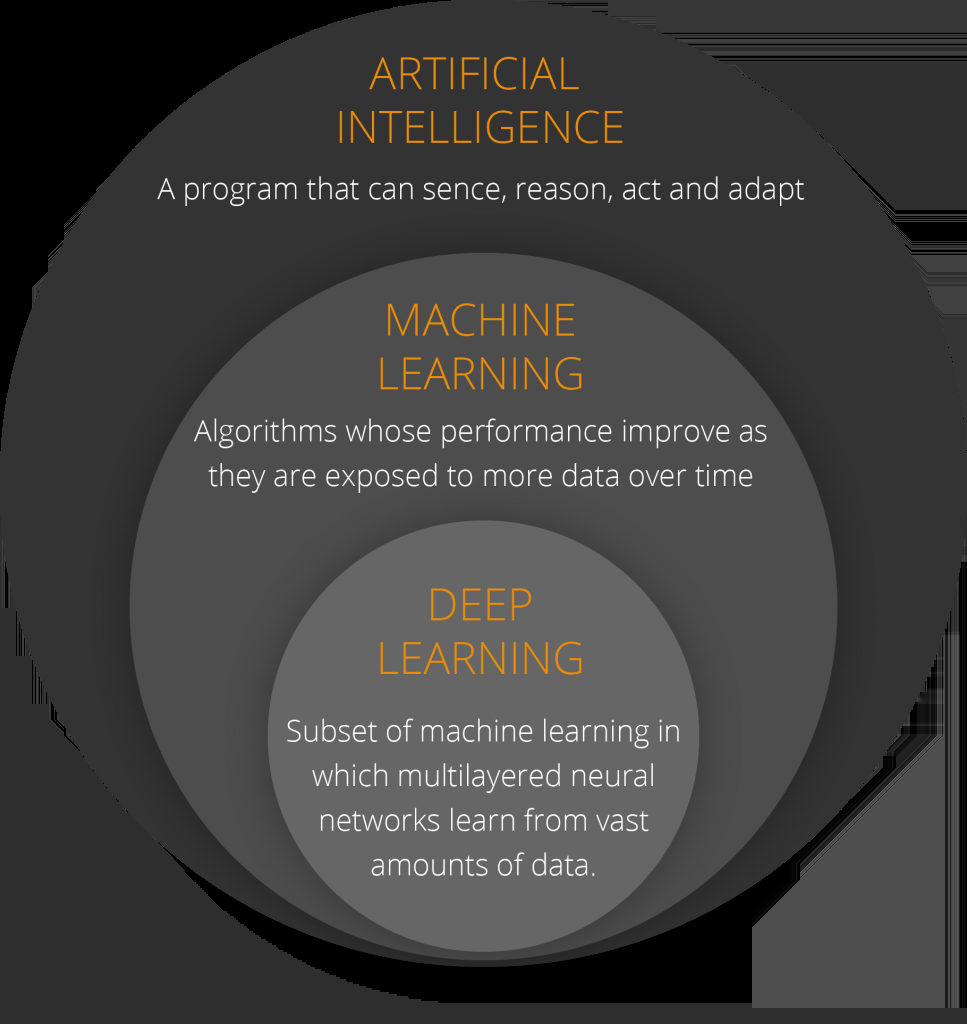 ARTIFICIAL
INTELLIGENCE
A program that can sence, reason, act and adapt
MACHINE
LEARNING
Algorithms whose performance improve as
they are exposed to more data over time
DEEP
LEARNING
Subset of machine learning in
which multilayered neural
networks learn from vast
amounts of data.